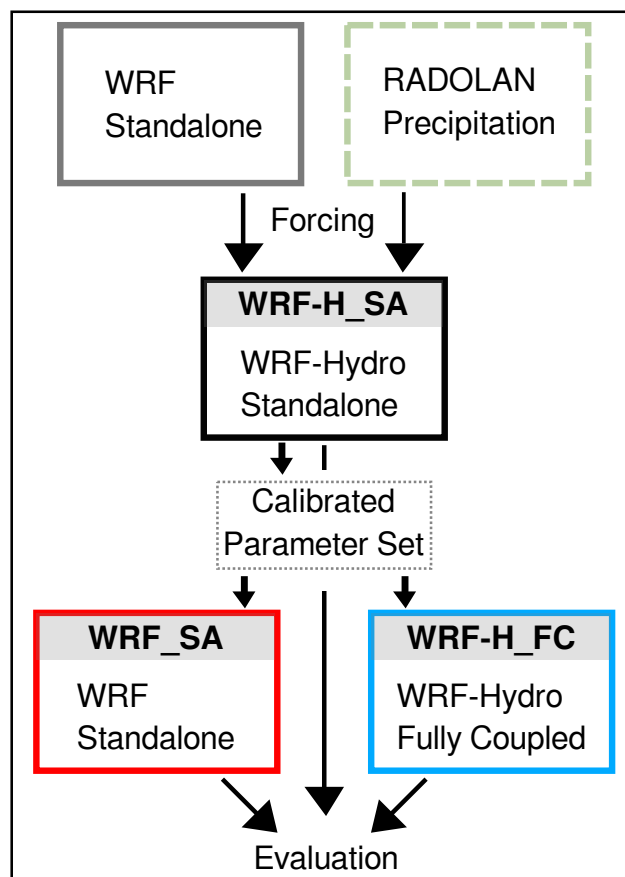 WRF
Standalone
RADOLAN
Precipitation
Forcing
WRF-H_SA
WRF-Hydro
Standalone
Calibrated
Parameter Set
WRF_SA
WRF
Standalone
WRF-H_FC
WRF-Hydro
Fully Coupled
Evaluation